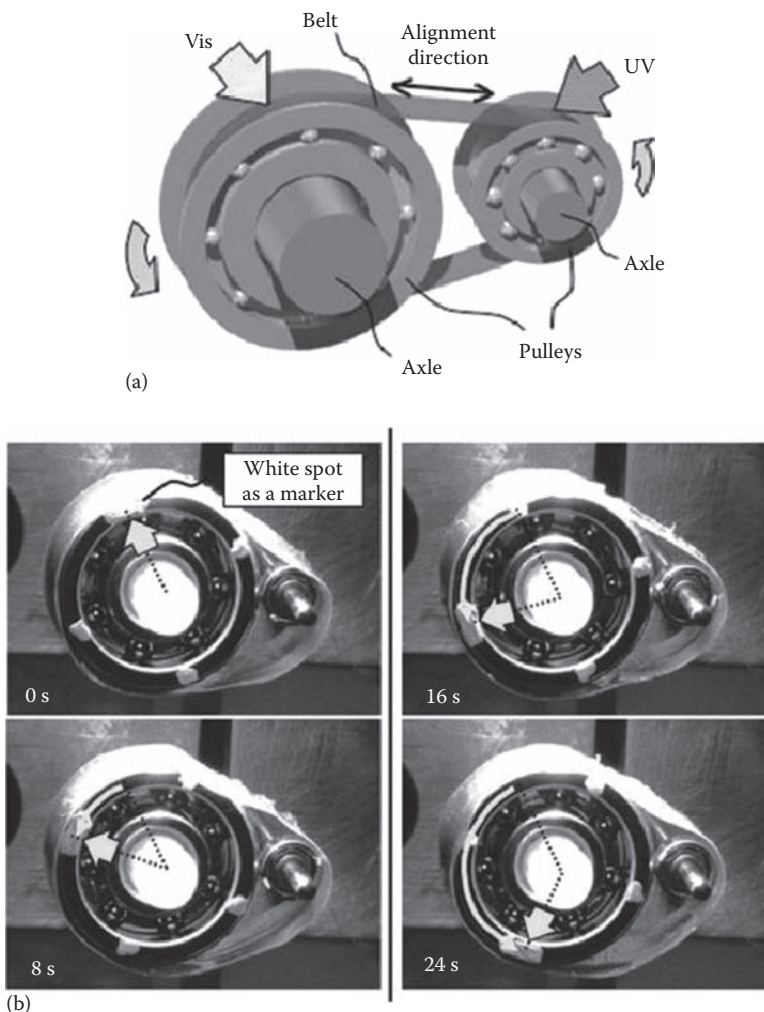 Belt
Vis
Alignment
direction
UV
Axle
Pulleys
Axle
(a)
White spot
as a marker
0 s
16 s
8 s
24 s
(b)